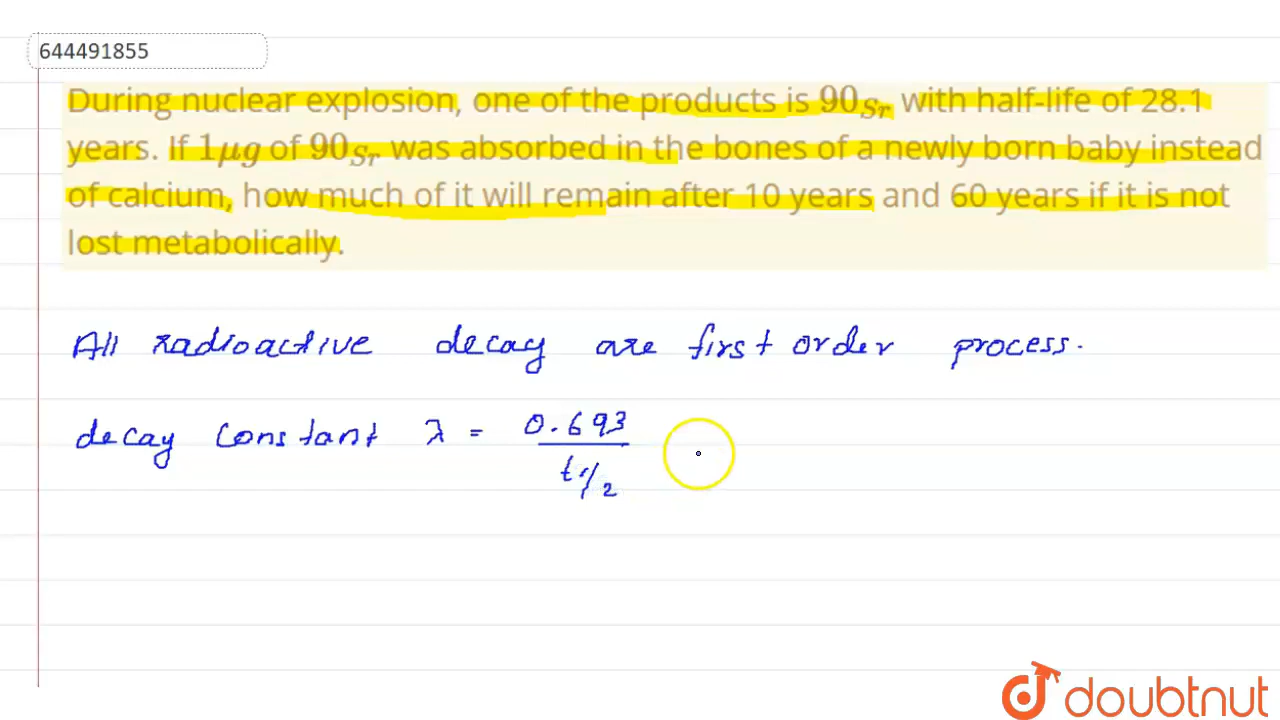 644491855
During nuclear explosion, one of the products is 90_Sr with half-life of 28.1
years. If 1μg of 90_Sr was absorbed in the bones of a newly born baby instead
of calcium, how much of it will remain after 10 years and 60 years if it is not
lost metabolically.
All radioactive decay are first order process.
decay constant λ = 0.693 / t1/2
doubtnut